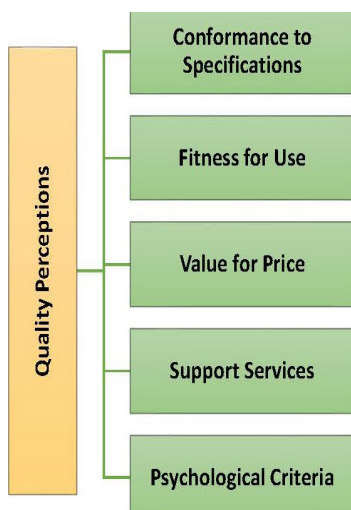 Quality Perceptions
Conformance to
Specifications
Fitness for Use
Value for Price
Support Services
Psychological Criteria